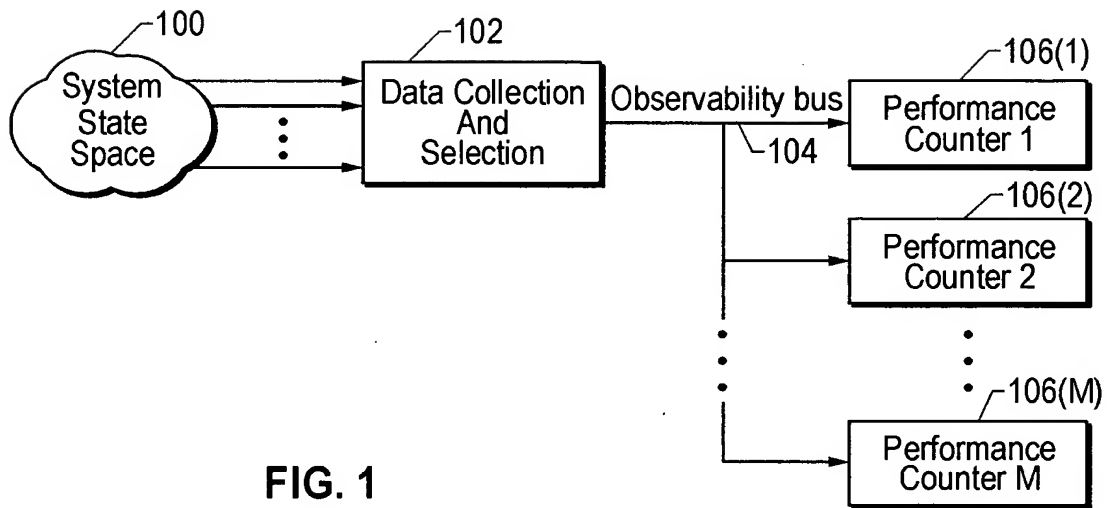 100
System
State
Space
102
Data Collection
And
Selection
Observability bus
104
106(1)
Performance
Counter 1
106(2)
Performance
Counter 2
106(M)
Performance
Counter M
FIG. 1